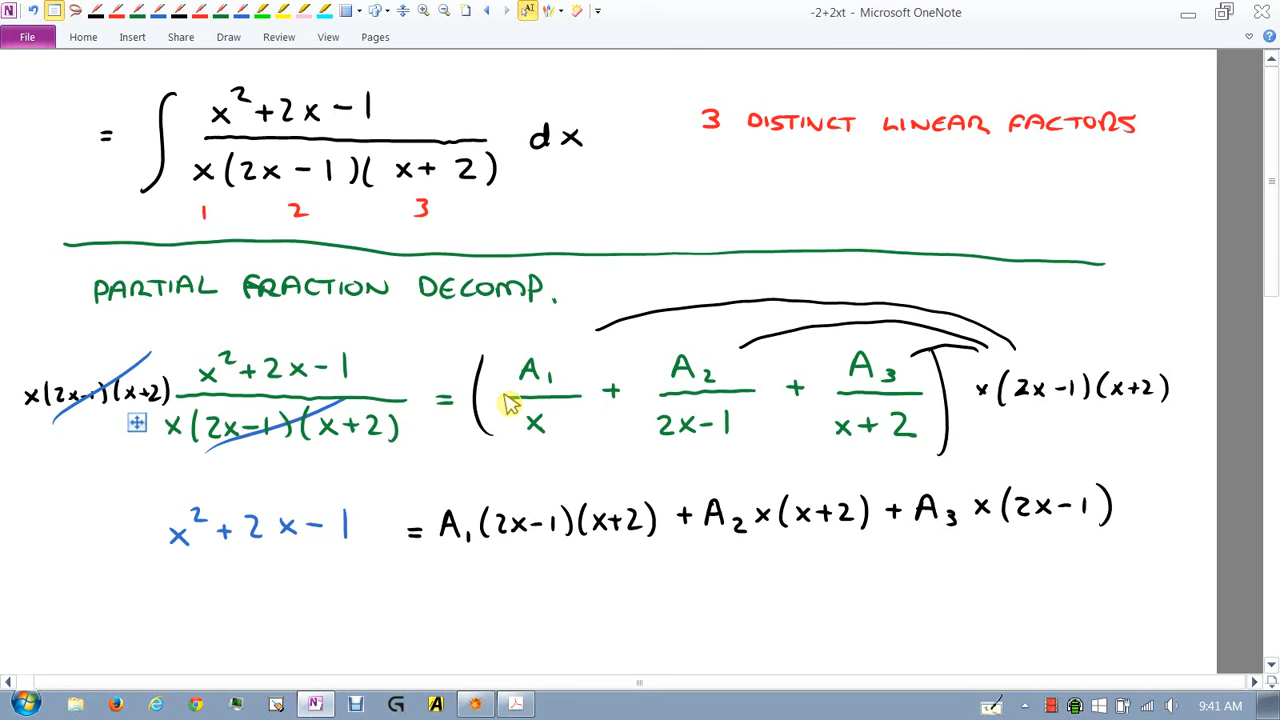 -2+2xt - Microsoft OneNote
File Home Insert Share Draw Review View Pages
= ∫ x²+2x-1 / x(2x-1)(x+2) dx
3 DISTINCT LINEAR FACTORS
1 2 3
PARTIAL FRACTION DECOMP.
x(2x-1)(x+2) x²+2x-1 / x(2x-1)(x+2) = (A₁/x + A₂/2x-1 + A₃/x+2) x(2x-1)(x+2)
x²+2x-1 = A₁(2x-1)(x+2) + A₂x(x+2) + A₃x(2x-1)
9:41 AM